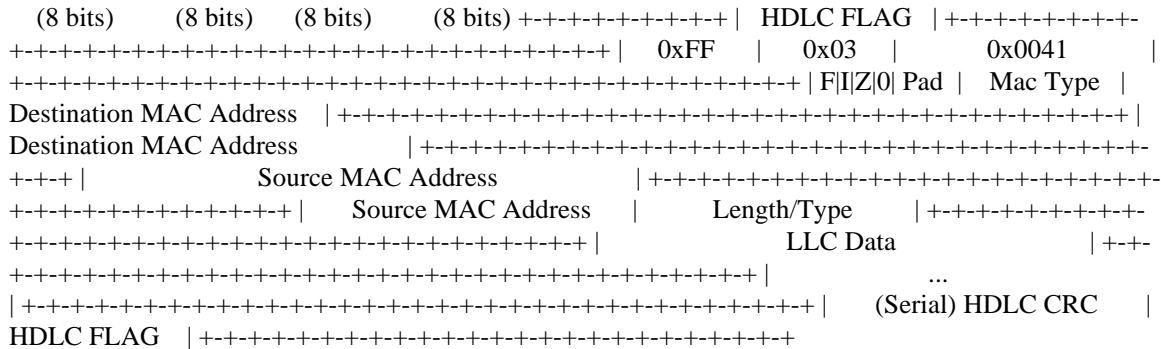 (8 bits) (8 bits) (8 bits) (8 bits) +-+-+-+-+-+-+-+-+ | HDLC FLAG | +-+-+-+-+-+-+-+-
+-+-+-+-+-+-+-+-+-+-+-+-+-+-+-+-+-+-+-+-+-+-+-+-+ | 0xFF | 0x03 | 0x0041 |
+-+-+-+-+-+-+-+-+-+-+-+-+-+-+-+-+-+-+-+-+-+-+-+-+-+-+-+-+-+-+-+-+ | F|I|Z|0| Pad | Mac Type |
Destination MAC Address | +-+-+-+-+-+-+-+-+-+-+-+-+-+-+-+-+-+-+-+-+-+-+-+-+-+-+-+-+-+-+-+-+ |
Destination MAC Address | +-+-+-+-+-+-+-+-+-+-+-+-+-+-+-+-+-+-+-+-+-+-+-+-+-+-+-+-+-+-
+-+-+ | Source MAC Address | +-+-+-+-+-+-+-+-+-+-+-+-+-+-+-+-+-+-+-+-+-
+-+-+-+-+-+-+-+-+-+-+-+ | Source MAC Address | Length/Type | +-+-+-+-+-+-+-+-+-
+-+-+-+-+-+-+-+-+-+-+-+-+-+-+-+-+-+-+-+-+-+-+-+ | LLC Data | +-+-
+-+-+-+-+-+-+-+-+-+-+-+-+-+-+-+-+-+-+-+-+-+-+-+-+-+-+-+-+-+-+ | ...
| +-+-+-+-+-+-+-+-+-+-+-+-+-+-+-+-+-+-+-+-+-+-+-+-+-+-+-+-+-+-+-+-+ | (Serial) HDLC CRC |
HDLC FLAG | +-+-+-+-+-+-+-+-+-+-+-+-+-+-+-+-+-+-+-+-+-+-+-+-+